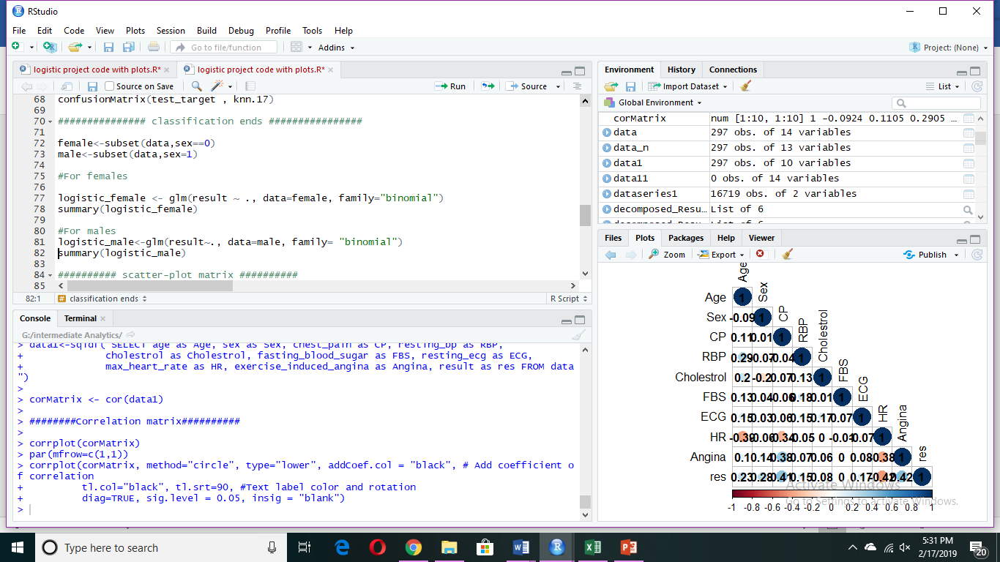 RStudio
File Edit Code View Plots Session Build Debug Profile Tools Help
Go to file/function Addins Project: (None)
logistic project code with plots.R* logistic project code with plots.R*
Source on Save Run Source
68 confusionMatrix(test_target , knn.17)
69
70 ############### classification ends ################
71
72 female<-subset(data,sex==0)
73 male<-subset(data,sex=1)
74
75 #For females
76
77 logistic_female <- glm(result ~ ., data=female, family="binomial")
78 summary(logistic_female)
79
80 #For males
81 logistic_male<-glm(result~., data=male, family= "binomial")
82 summary(logistic_male)
83
84 ########## scatter-plot matrix ##########
85
82:1 # classification ends R Script
Console Terminal
G:/intermediate Analytics/
> data1<-sqldf( SELECT age as Age, sex as Sex, chest_pain as CP, resting_bp as RBP,
+ cholestrol as Cholestrol, fasting_blood_sugar as FBS, resting_ecg as ECG,
+ max_heart_rate as HR, exercise_induced_angina as Angina, result as res FROM data
")
>
> corMatrix <- cor(data1)
>
> ########Correlation matrix##########
>
> corrplot(corMatrix)
> par(mfrow=c(1,1))
> corrplot(corMatrix, method="circle", type="lower", addCoef.col = "black", # Add coefficient o
f correlation
+ tl.col="black", tl.srt=90, #Text label color and rotation
+ diag=TRUE, sig.level = 0.05, insig = "blank")
>
Environment History Connections
Import Dataset List
Global Environment
corMatrix num [1:10, 1:10] 1 -0.0924 0.1105 0.2905 ...
data 297 obs. of 14 variables
data_n 297 obs. of 13 variables
data1 297 obs. of 10 variables
data11 0 obs. of 14 variables
dataseries1 16719 obs. of 2 variables
decomposed_Resu... List of 6
Files Plots Packages Help Viewer
Zoom Export Publish
Age Sex CP RBP Cholestrol FBS ECG HR Angina res
Age 1
Sex -0.09 1
CP 0.11 0.01 1
RBP 0.29 -0.07 -0.04 1
Cholestrol 0.2 -0.2 0.07 0.13 1
FBS 0.13 0.04 -0.06 0.18 0.01 1
ECG 0.15 0.03 0.06 0.15 0.17 0.07 1
HR -0.39 -0.06 -0.34 -0.05 0 -0.01 -0.07 1
Angina 0.1 0.14 0.38 0.07 0.06 0 0.08 -0.38 1
res 0.23 0.28 0.41 0.15 0.08 0 0.17 -0.42 0.42 1
-1 -0.8 -0.6 -0.4 -0.2 0 0.2 0.4 0.6 0.8 1
Activate Windows
Go to Settings to activate Windows.
Type here to search
5:31 PM
2/17/2019
20